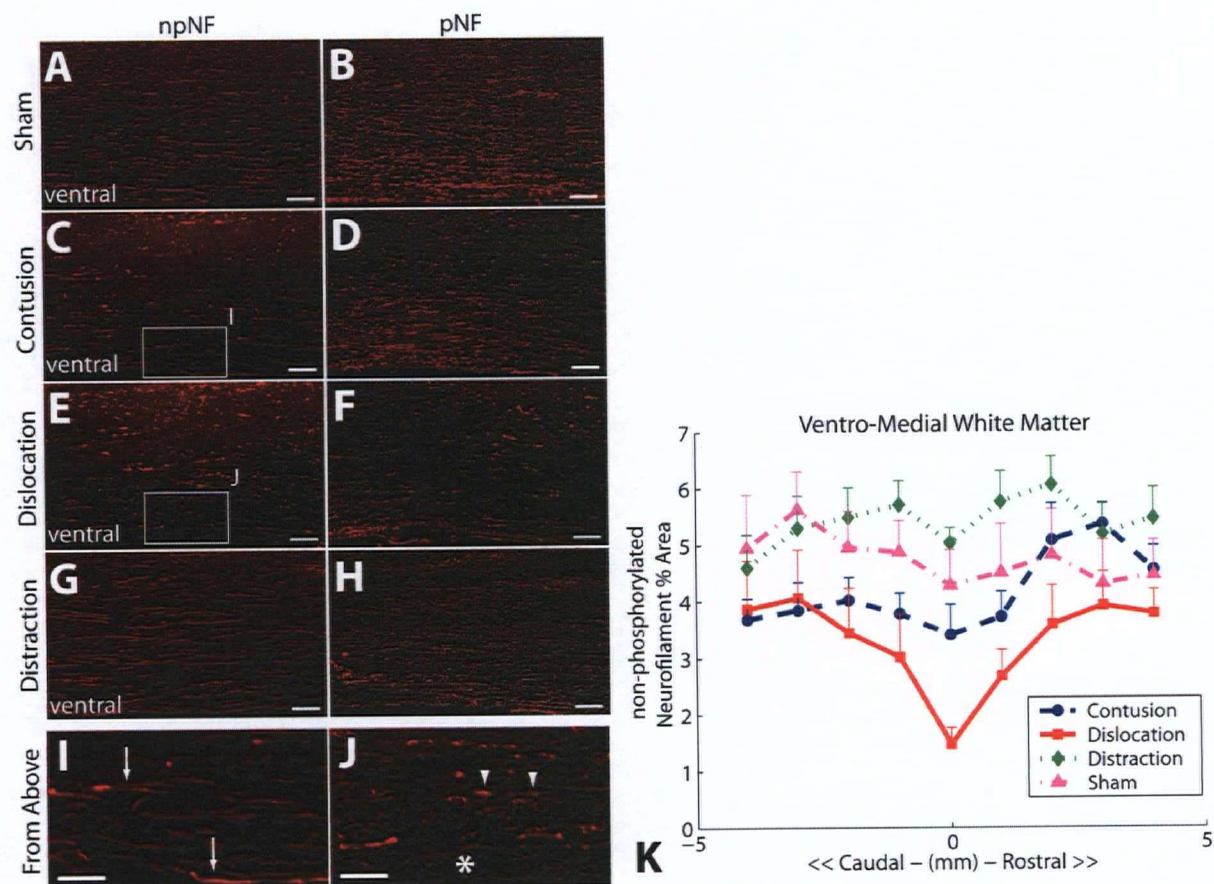 npNF
pNF
Sham
A
B
ventral
Contusion
C
D
I
ventral
Dislocation
E
F
J
ventral
Distraction
G
H
ventral
From Above
I
J
*
Ventro-Medial White Matter
non-phosphorylated
Neurofilament % Area
7
6
5
4
3
2
1
0
−5
0
5
<< Caudal – (mm) – Rostral >>
Contusion
Dislocation
Distraction
Sham
K